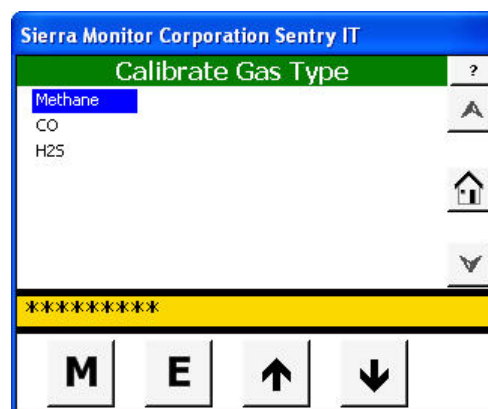 Sierra Monitor Corporation Sentry IT
Calibrate Gas Type
?
Methane
CO
H2S
*********
M E